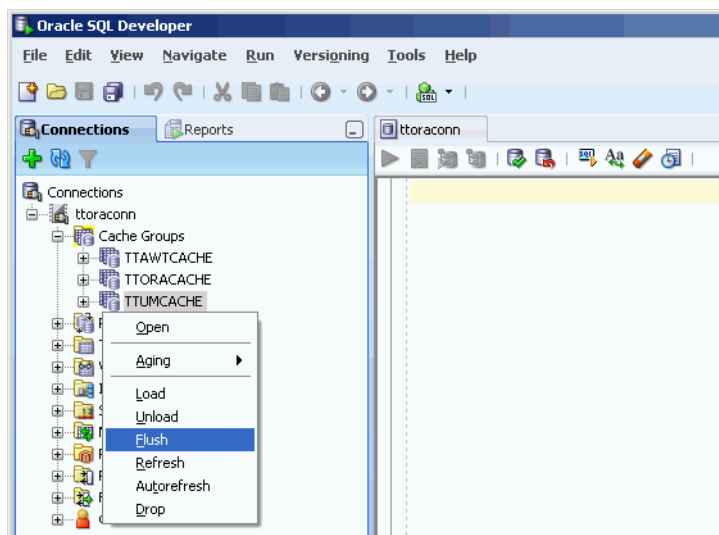 Oracle SQL Developer
File Edit View Navigate Run Versioning Tools Help
SQL
Connections Reports
ttoraconn
Connections
ttoraconn
Cache Groups
TTAWTCACHE
TTORACACHE
TTUMCACHE
Open
Aging
Load
Unload
Flush
Refresh
Autorefresh
Drop